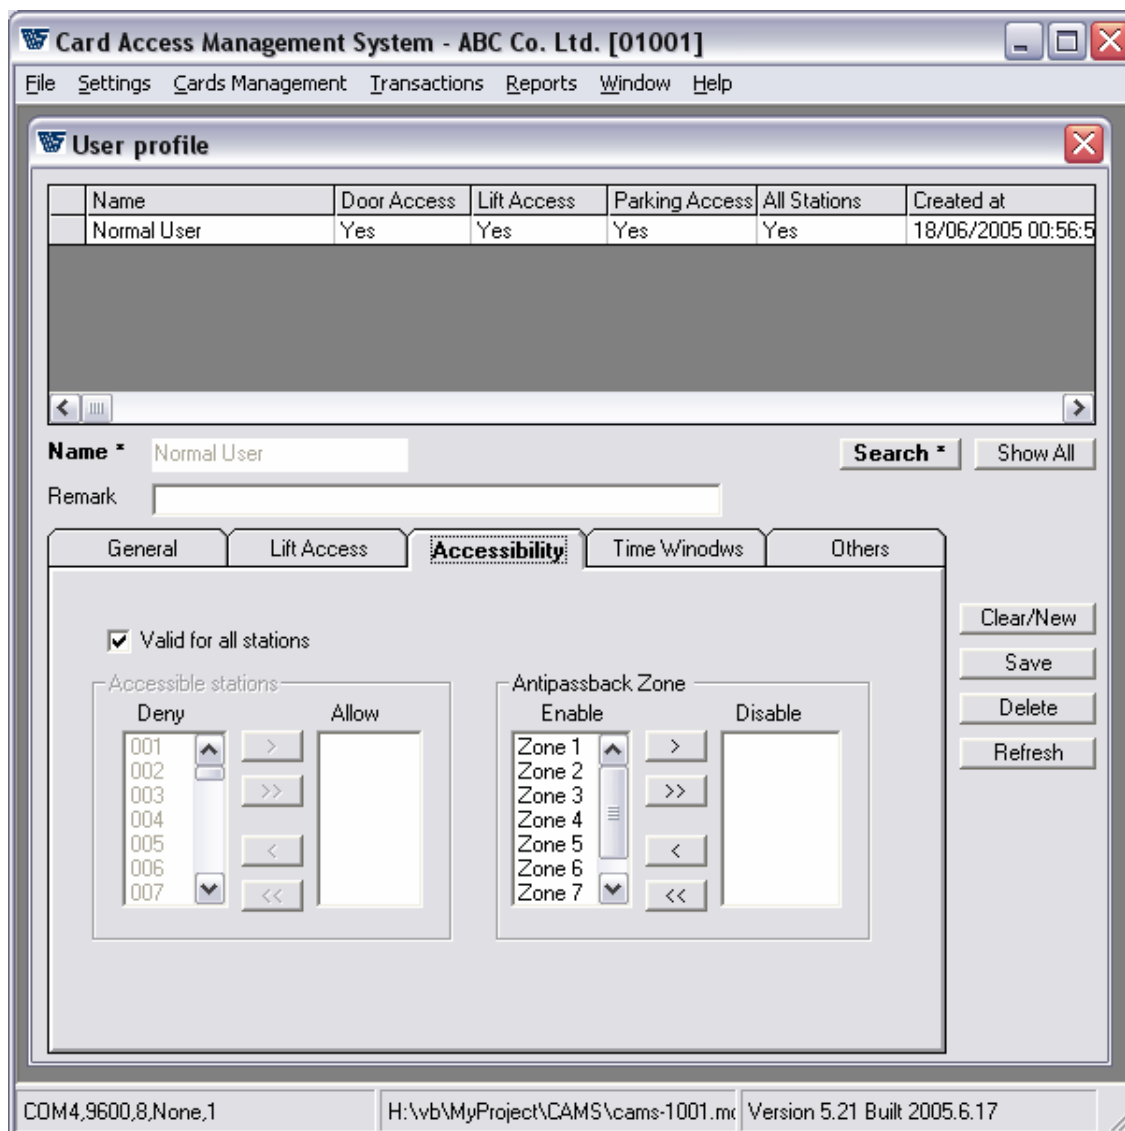 Card Access Management System - ABC Co. Ltd. [01001]
File Settings Cards Management Transactions Reports Window Help
User profile
Name Door Access Lift Access Parking Access All Stations Created at
Normal User Yes Yes Yes Yes 18/06/2005 00:56:5
Name * Normal User Search * Show All
Remark
General Lift Access Accessibility Time Winodws Others
Valid for all stations
Clear/New
Save
Delete
Refresh
Accessible stations
Deny Allow
001 >
002
003 >>
004
005 <
006
007 <<
Antipassback Zone
Enable Disable
Zone 1 >
Zone 2
Zone 3 >>
Zone 4
Zone 5 <
Zone 6
Zone 7 <<
COM4,9600,8,None,1 H:\vb\MyProject\CAMS\cams-1001.m Version 5.21 Built 2005.6.17